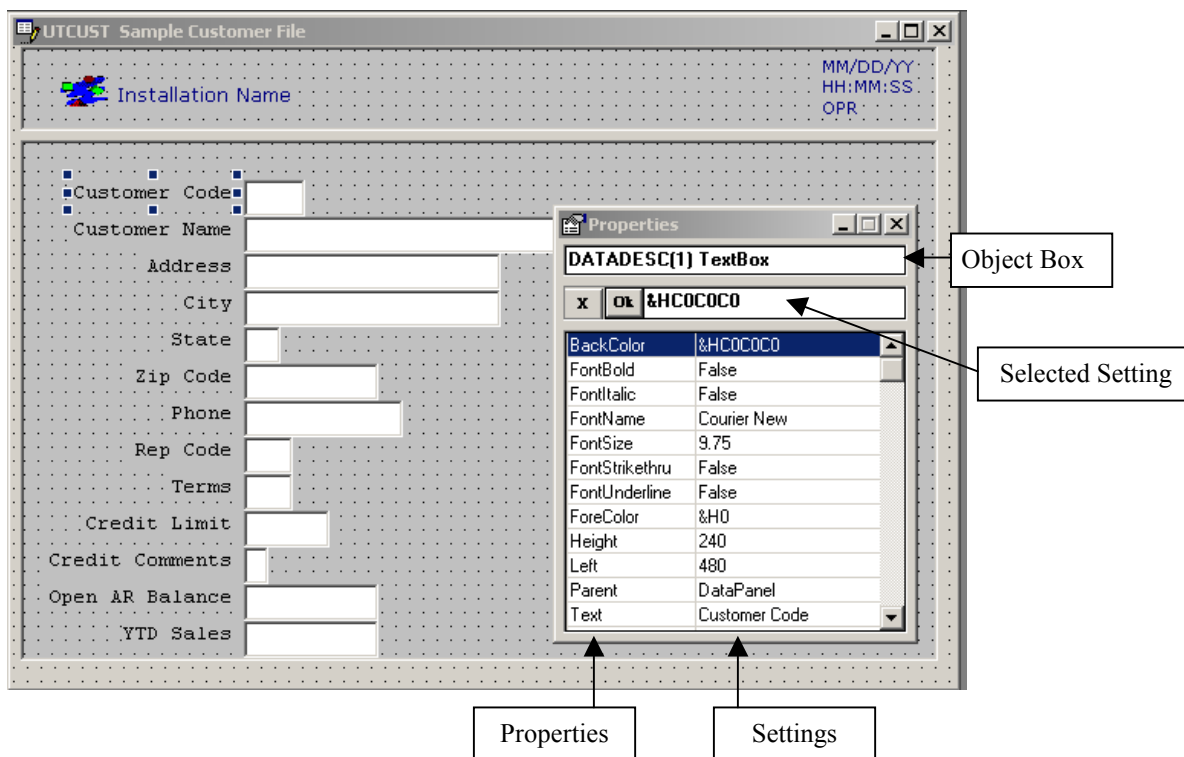 UTCUST Sample Customer File
MM/DD/YY
HH:MM:SS
OPR
Installation Name
Customer Code
Customer Name
Address
City
State
Zip Code
Phone
Rep Code
Terms
Credit Limit
Credit Comments
Open AR Balance
YTD Sales
Properties
DATADESC(1) TextBox
x Ok &HC0C0C0
BackColor &HC0C0C0
FontBold False
FontItalic False
FontName Courier New
FontSize 9.75
FontStrikethru False
FontUnderline False
ForeColor &H0
Height 240
Left 480
Parent DataPanel
Text Customer Code
Object Box
Selected Setting
Properties
Settings